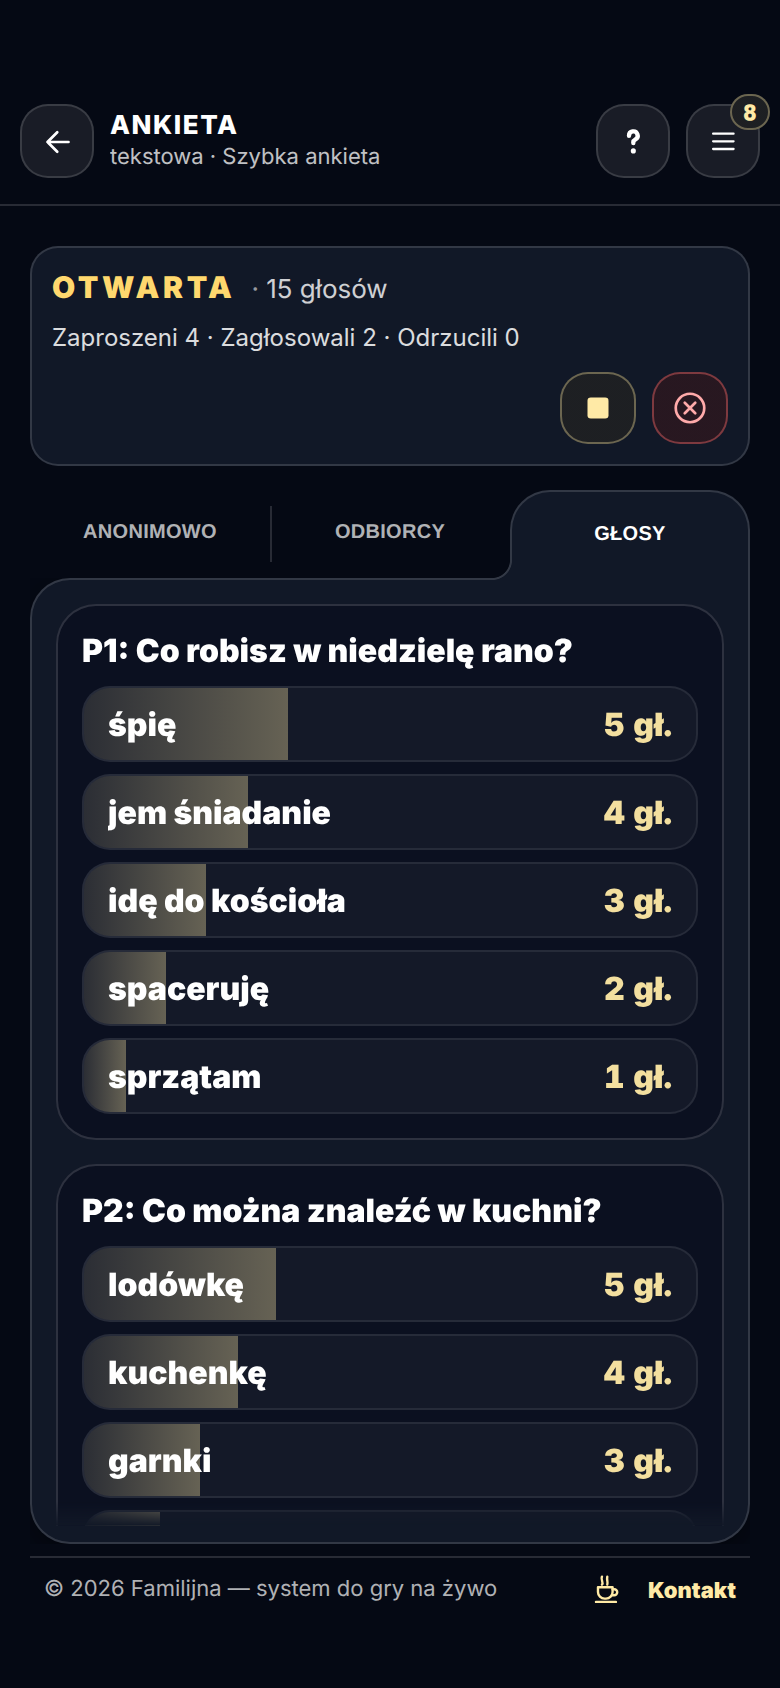 ANKIETA
tekstowa · Szybka ankieta
?
8
OTWARTA · 15 głosów
Zaproszeni 4 · Zagłosowali 2 · Odrzucili 0
ANONIMOWO
ODBIORCY
GŁOSY
P1: Co robisz w niedzielę rano?
śpię 5 gł.
jem śniadanie 4 gł.
idę do kościoła 3 gł.
spaceruję 2 gł.
sprzątam 1 gł.
P2: Co można znaleźć w kuchni?
lodówkę 5 gł.
kuchenkę 4 gł.
garnki 3 gł.
© 2026 Familijna — system do gry na żywo
Kontakt